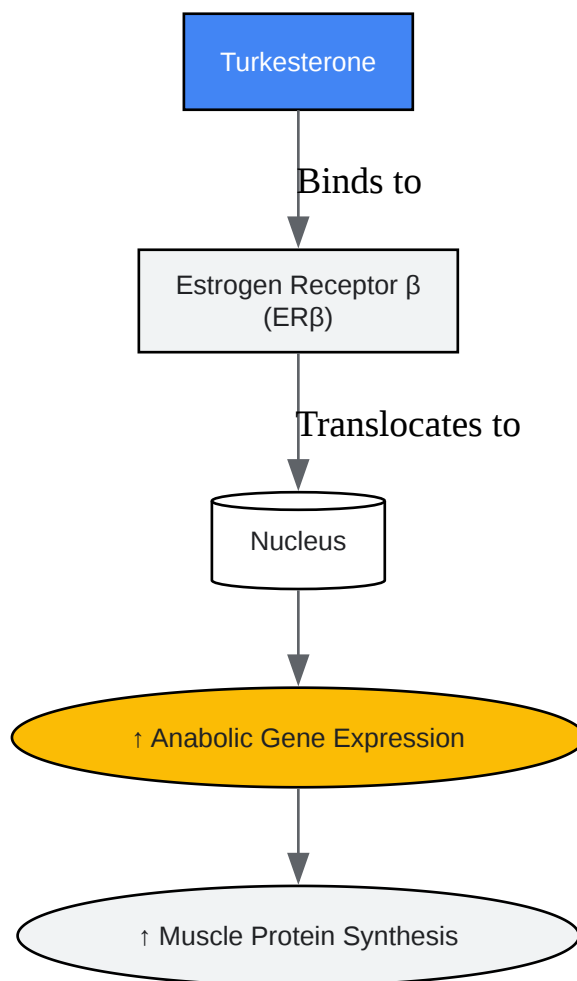 Turkesterone
Binds to
Estrogen Receptor β
(ERβ)
Translocates to
Nucleus
↑ Anabolic Gene Expression
↑ Muscle Protein Synthesis